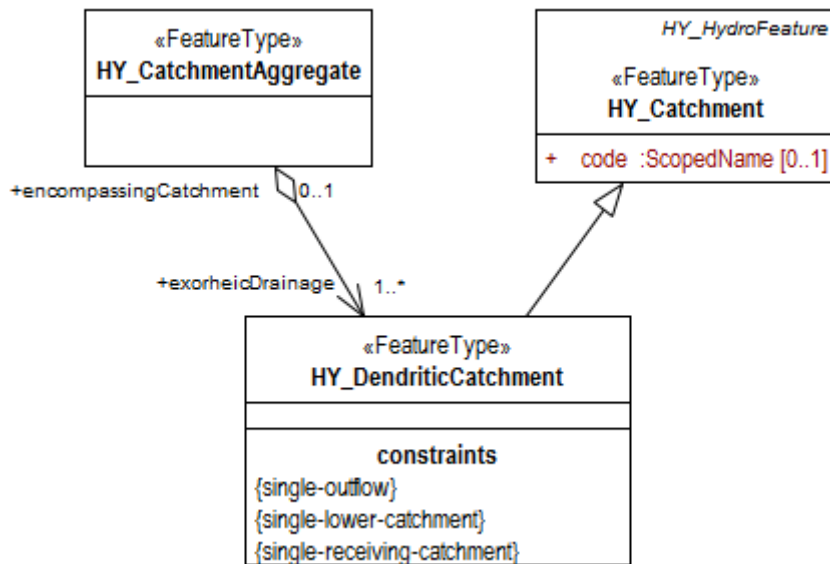 «FeatureType»
HY_CatchmentAggregate
HY_HydroFeature
«FeatureType»
HY_Catchment
+ code :ScopedName [0..1]
+encompassingCatchment
0..1
+exorheicDrainage
1..*
«FeatureType»
HY_DendriticCatchment
constraints
{single-outflow}
{single-lower-catchment}
{single-receiving-catchment}